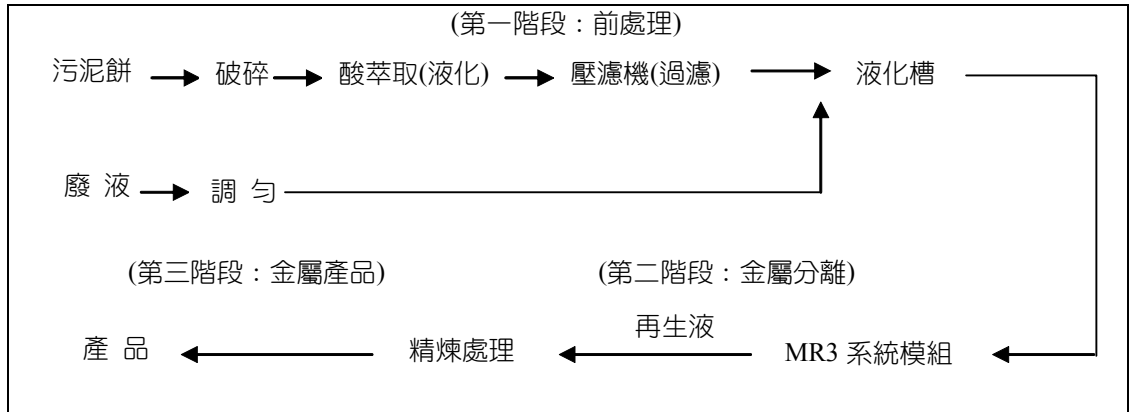 (第一階段：前處理)
污泥餅 破碎 酸萃取(液化) 壓濾機(過濾) 液化槽
廢 液 調 勻
(第三階段：金屬產品) (第二階段：金屬分離)
再生液
產 品 精煉處理 MR3 系統模組